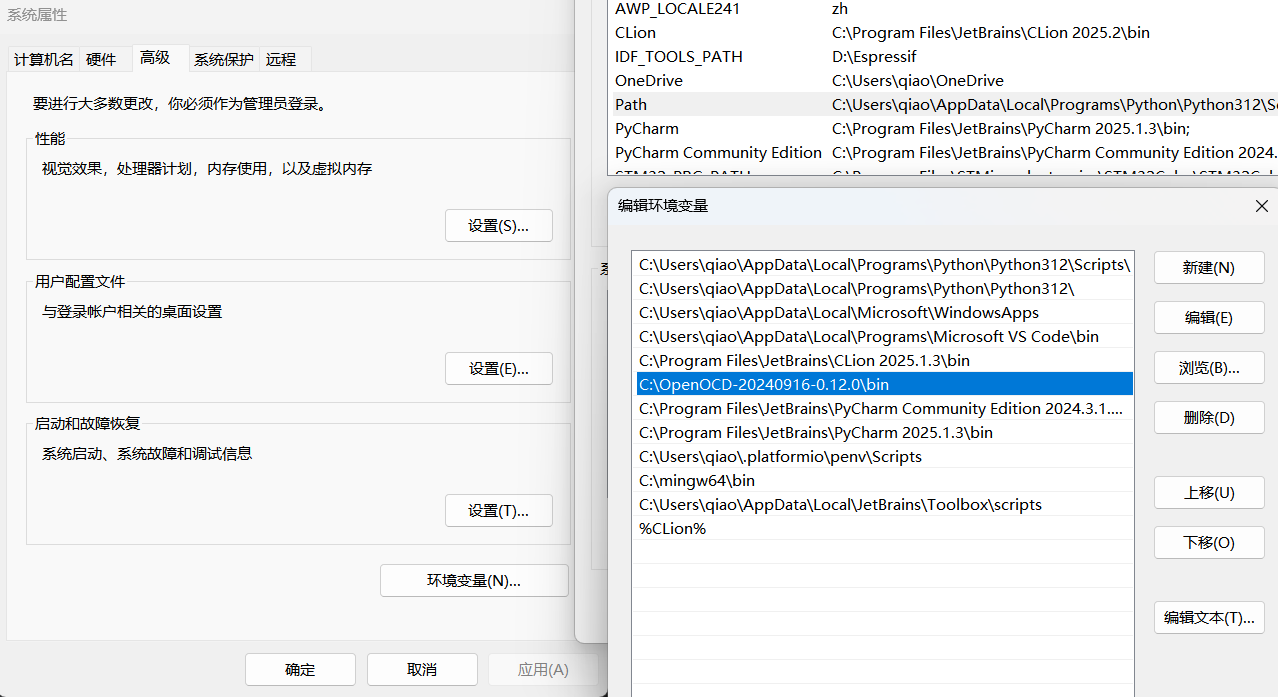 系统属性
计算机名 硬件 高级 系统保护 远程
要进行大多数更改，你必须作为管理员登录。
性能
视觉效果，处理器计划，内存使用，以及虚拟内存
设置(S)...
用户配置文件
与登录帐户相关的桌面设置
设置(E)...
启动和故障恢复
系统启动、系统故障和调试信息
设置(T)...
环境变量(N)...
确定 取消 应用(A)
AWP_LOCALE241 zh
CLion C:\Program Files\JetBrains\CLion 2025.2\bin
IDF_TOOLS_PATH D:\Espressif
OneDrive C:\Users\qiao\OneDrive
Path C:\Users\qiao\AppData\Local\Programs\Python\Python312\Sc
PyCharm C:\Program Files\JetBrains\PyCharm 2025.1.3\bin;
PyCharm Community Edition C:\Program Files\JetBrains\PyCharm Community Edition 2024.
编辑环境变量
C:\Users\qiao\AppData\Local\Programs\Python\Python312\Scripts\
C:\Users\qiao\AppData\Local\Programs\Python\Python312\
C:\Users\qiao\AppData\Local\Microsoft\WindowsApps
C:\Users\qiao\AppData\Local\Programs\Microsoft VS Code\bin
C:\Program Files\JetBrains\CLion 2025.1.3\bin
C:\OpenOCD-20240916-0.12.0\bin
C:\Program Files\JetBrains\PyCharm Community Edition 2024.3.1....
C:\Program Files\JetBrains\PyCharm 2025.1.3\bin
C:\Users\qiao\.platformio\penv\Scripts
C:\mingw64\bin
C:\Users\qiao\AppData\Local\JetBrains\Toolbox\scripts
%CLion%
新建(N)
编辑(E)
浏览(B)...
删除(D)
上移(U)
下移(O)
编辑文本(T)...